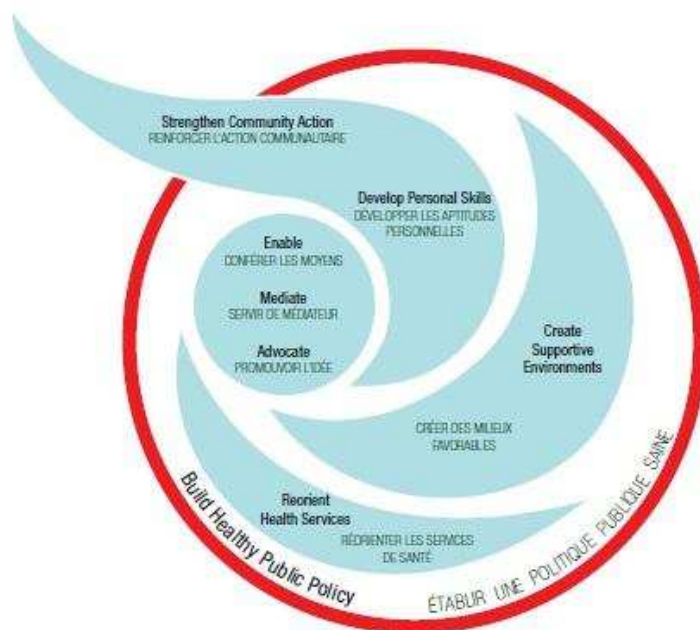 Strengthen Community Action
REINFORCER L'ACTION COMMUNAUTAIRE
Develop Personal Skills
DÉVELOPPER LES APTITUDES
PERSONNELLES
Enable
CONFÉRER LES MOYENS
Mediate
SERVIR DE MÉDIATEUR
Advocate
PROMOUVOIR L'IDÉE
Create
Supportive
Environments
CRÉER DES MILIEUX
FAVORABLES
Reorient
Health Services
RÉORIENTER LES SERVICES
DE SANTÉ
Build Healthy Public Policy
ÉTABLIR UNE POLITIQUE PUBLIQUE SAINE